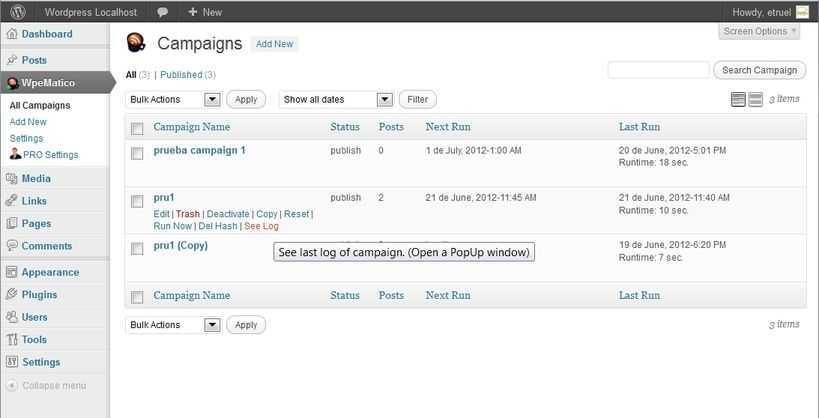 Wordpress Localhost + New Howdy, etruel
Dashboard
Posts
WpeMatico
All Campaigns
Add New
Settings
PRO Settings
Media
Links
Pages
Comments
Appearance
Plugins
Users
Tools
Settings
Collapse menu
Screen Options
Campaigns Add New
All (3) | Published (3)
Search Campaign
Bulk Actions Apply Show all dates Filter 3 items
Campaign Name Status Posts Next Run Last Run
prueba campaign 1 publish 0 1 de July, 2012-1:00 AM 20 de June, 2012-5:01 PM
Runtime: 18 sec.
pru1 publish 2 21 de June, 2012-11:45 AM 21 de June, 2012-11:40 AM
Edit | Trash | Deactivate | Copy | Reset | Runtime: 10 sec.
Run Now | Del Hash | See Log
pru1 (Copy) 19 de June, 2012-6:20 PM
See last log of campaign. (Open a PopUp window) Runtime: 7 sec.
Campaign Name Status Posts Next Run Last Run
Bulk Actions Apply 3 items